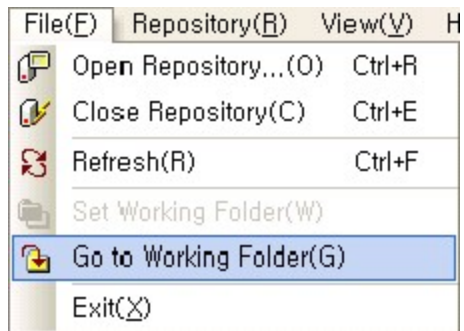 File(F) Repository(R) View(V) H
Open Repository...(O) Ctrl+R
Close Repository(C) Ctrl+E
Refresh(R) Ctrl+F
Set Working Folder(W)
Go to Working Folder(G)
Exit(X)